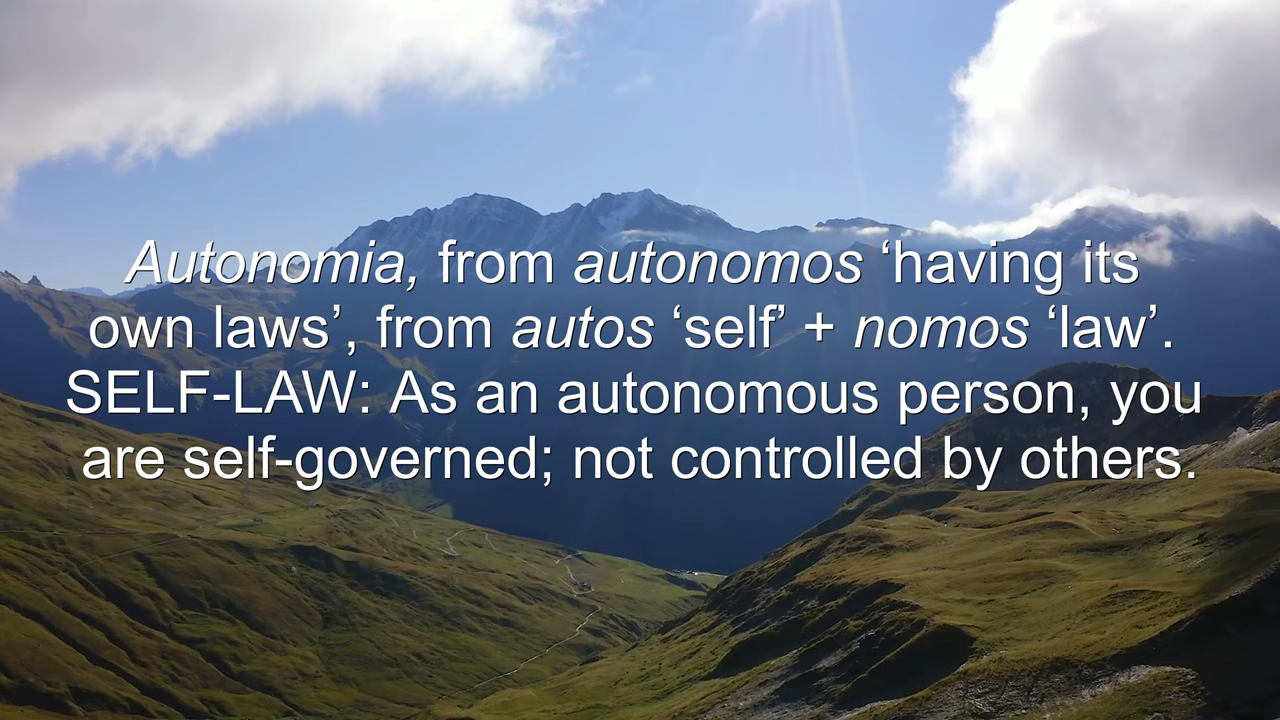 Autonomia, from autonomos ‘having its
own laws’, from autos ‘self’ + nomos ‘law’.
SELF-LAW: As an autonomous person, you
are self-governed; not controlled by others.